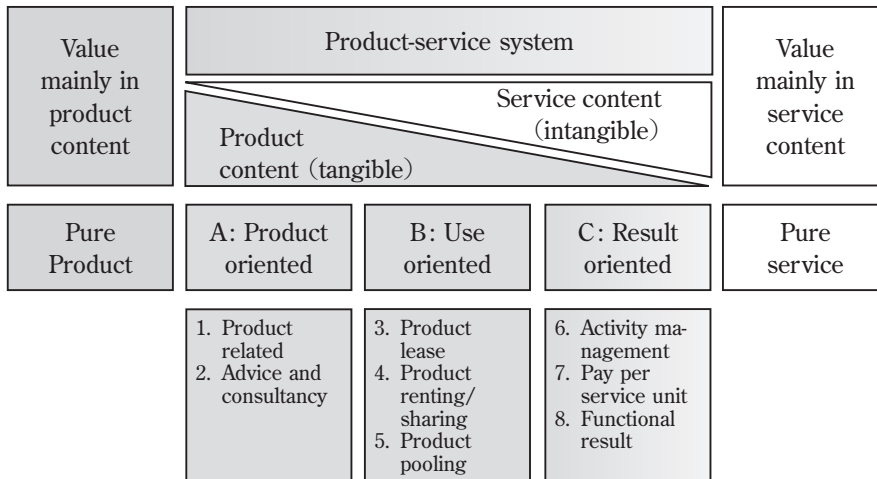 Value
mainly in
product
content
Product-service system
Service content
(intangible)
Product
content (tangible)
Value
mainly in
service
content
Pure
Product
A: Product
oriented
B: Use
oriented
C: Result
oriented
Pure
service
1. Product
related
2. Advice and
consultancy
3. Product
lease
4. Product
renting/
sharing
5. Product
pooling
6. Activity ma-
nagement
7. Pay per
service unit
8. Functional
result